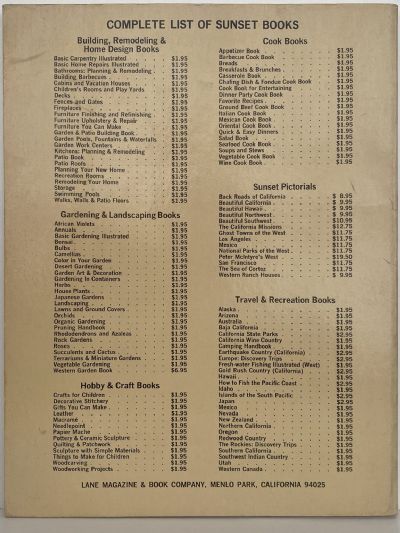 COMPLETE LIST OF SUNSET BOOKS
Building, Remodeling &
Home Design Books
Basic Carpentry Illustrated $1.95
Basic Home Repairs Illustrated $1.95
Bathrooms: Planning & Remodeling $1.95
Building Barbecues $1.95
Cabins and Vacation Houses $1.95
Children's Rooms and Play Yards $1.95
Decks $1.95
Fences and Gates $1.95
Fireplaces $1.95
Furniture Finishing and Refinishing $1.95
Furniture Upholstery & Repair $1.95
Furniture You Can Make $1.95
Garden & Patio Building Book $1.95
Garden Pools, Fountains & Waterfalls $1.95
Garden Work Centers $1.95
Kitchens: Planning & Remodeling $1.95
Patio Book $1.95
Patio Roofs $1.95
Planning Your New Home $1.95
Recreation Rooms $1.95
Remodeling Your Home $1.95
Storage $1.95
Swimming Pools $1.95
Walks, Walls & Patio Floors $1.95
Gardening & Landscaping Books
African Violets $1.95
Annuals $1.95
Basic Gardening Illustrated $1.95
Bonsai $1.95
Bulbs $1.95
Camellias $1.95
Color in Your Garden $1.95
Desert Gardening $1.95
Garden Art & Decoration $1.95
Gardening In Containers $1.95
Herbs $1.95
House Plants $1.95
Japanese Gardens $1.95
Landscaping $1.95
Lawns and Ground Covers $1.95
Orchids $1.95
Organic Gardening $1.95
Pruning Handbook $1.95
Rhododendrons and Azaleas $1.95
Rock Gardens $1.95
Roses $1.95
Succulents and Cactus $1.95
Terrariums & Miniature Gardens $1.95
Vegetable Gardening $1.95
Western Garden Book $6.95
Hobby & Craft Books
Crafts for Children $1.95
Decorative Stitchery $1.95
Gifts You Can Make $1.95
Leather $1.95
Macramé $1.95
Needlepoint $1.95
Papier Mache $1.95
Pottery & Ceramic Sculpture $1.95
Quilting & Patchwork $1.95
Sculpture with Simple Materials $1.95
Things to Make for Children $1.95
Woodcarving $1.95
Woodworking Projects $1.95
Cook Books
Appetizer Book $1.95
Barbecue Cook Book $1.95
Breads $1.95
Breakfasts & Brunches $1.95
Casserole Book $1.95
Chafing Dish & Fondue Cook Book $1.95
Cook Book for Entertaining $1.95
Dinner Party Cook Book $1.95
Favorite Recipes $1.95
Ground Beef Cook Book $1.95
Italian Cook Book $1.95
Mexican Cook Book $1.95
Oriental Cook Book $1.95
Quick & Easy Dinners $1.95
Salad Book $1.95
Seafood Cook Book $1.95
Soups and Stews $1.95
Vegetable Cook Book $1.95
Wine Cook Book $1.95
Sunset Pictorials
Back Roads of California $ 8.95
Beautiful California $ 9.95
Beautiful Hawaii $ 9.95
Beautiful Northwest $ 9.95
Beautiful Southwest $10.95
The California Missions $12.75
Ghost Towns of the West $11.75
Los Angeles $11.75
Mexico $11.75
National Parks of the West $11.75
Peter McIntyre's West $19.50
San Francisco $11.75
The Sea of Cortez $11.75
Western Ranch Houses $ 9.95
Travel & Recreation Books
Alaska $1.95
Arizona $1.95
Australia $2.95
Baja California $1.95
California State Parks $2.95
California Wine Country $1.95
Camping Handbook $1.95
Earthquake Country (California) $2.95
Europe: Discovery Trips $2.95
Fresh-water Fishing Illustrated (West) $1.95
Gold Rush Country (California) $2.95
Hawaii $1.95
How to Fish the Pacific Coast $2.95
Idaho $1.95
Islands of the South Pacific $2.95
Japan $2.95
Mexico $1.95
Nevada $1.95
New Zealand $1.95
Northern California $1.95
Oregon $1.95
Redwood Country $1.95
The Rockies: Discovery Trips $1.95
Southern California $1.95
Southwest Indian Country $1.95
Utah $1.95
Western Canada $1.95
LANE MAGAZINE & BOOK COMPANY, MENLO PARK, CALIFORNIA 94025